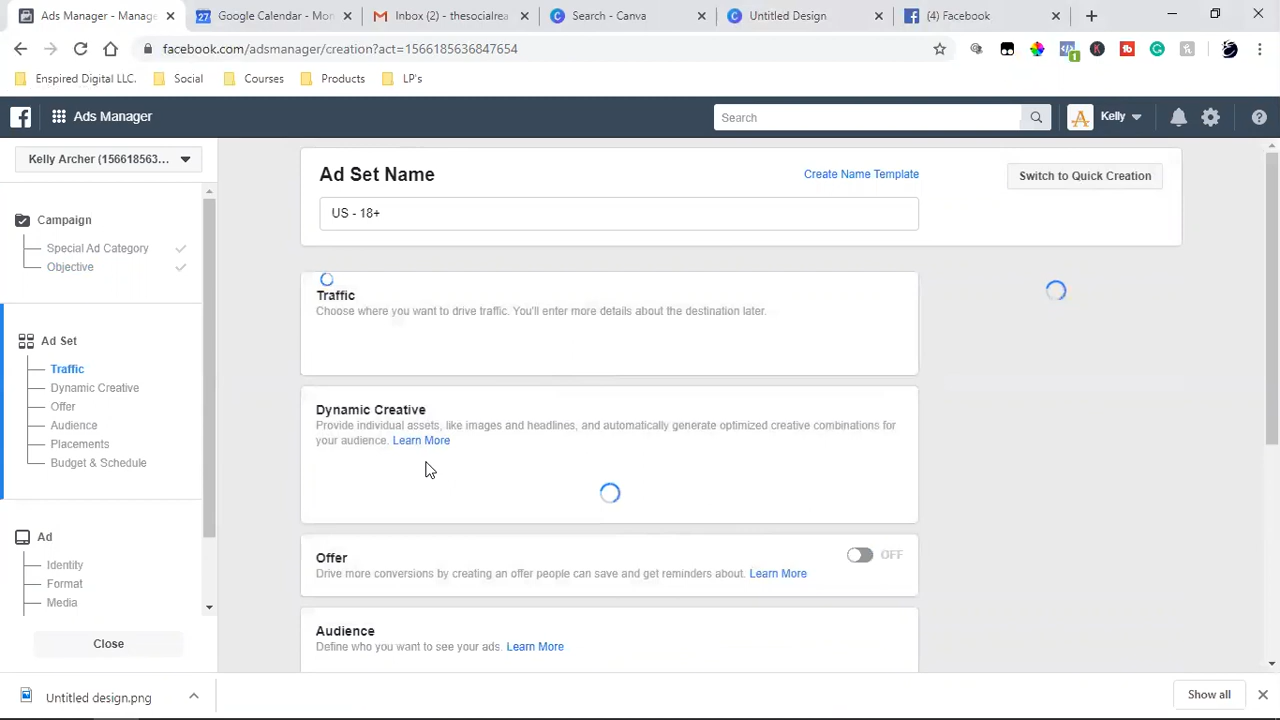 Ads Manager - Manage
Google Calendar - Mon
Inbox (2) - thesocialrea
Search - Canva
Untitled Design
(4) Facebook
facebook.com/adsmanager/creation?act=1566185636847654
Enspired Digital LLC.
Social
Courses
Products
LP's
Ads Manager
Search
Kelly
Kelly Archer (156618563...
Campaign
Special Ad Category
Objective
Ad Set
Traffic
Dynamic Creative
Offer
Audience
Placements
Budget & Schedule
Ad
Identity
Format
Media
Close
Ad Set Name
Create Name Template
Switch to Quick Creation
US - 18+
Traffic
Choose where you want to drive traffic. You'll enter more details about the destination later.
Dynamic Creative
Provide individual assets, like images and headlines, and automatically generate optimized creative combinations for
your audience. Learn More
Offer
OFF
Drive more conversions by creating an offer people can save and get reminders about. Learn More
Audience
Define who you want to see your ads. Learn More
Untitled design.png
Show all